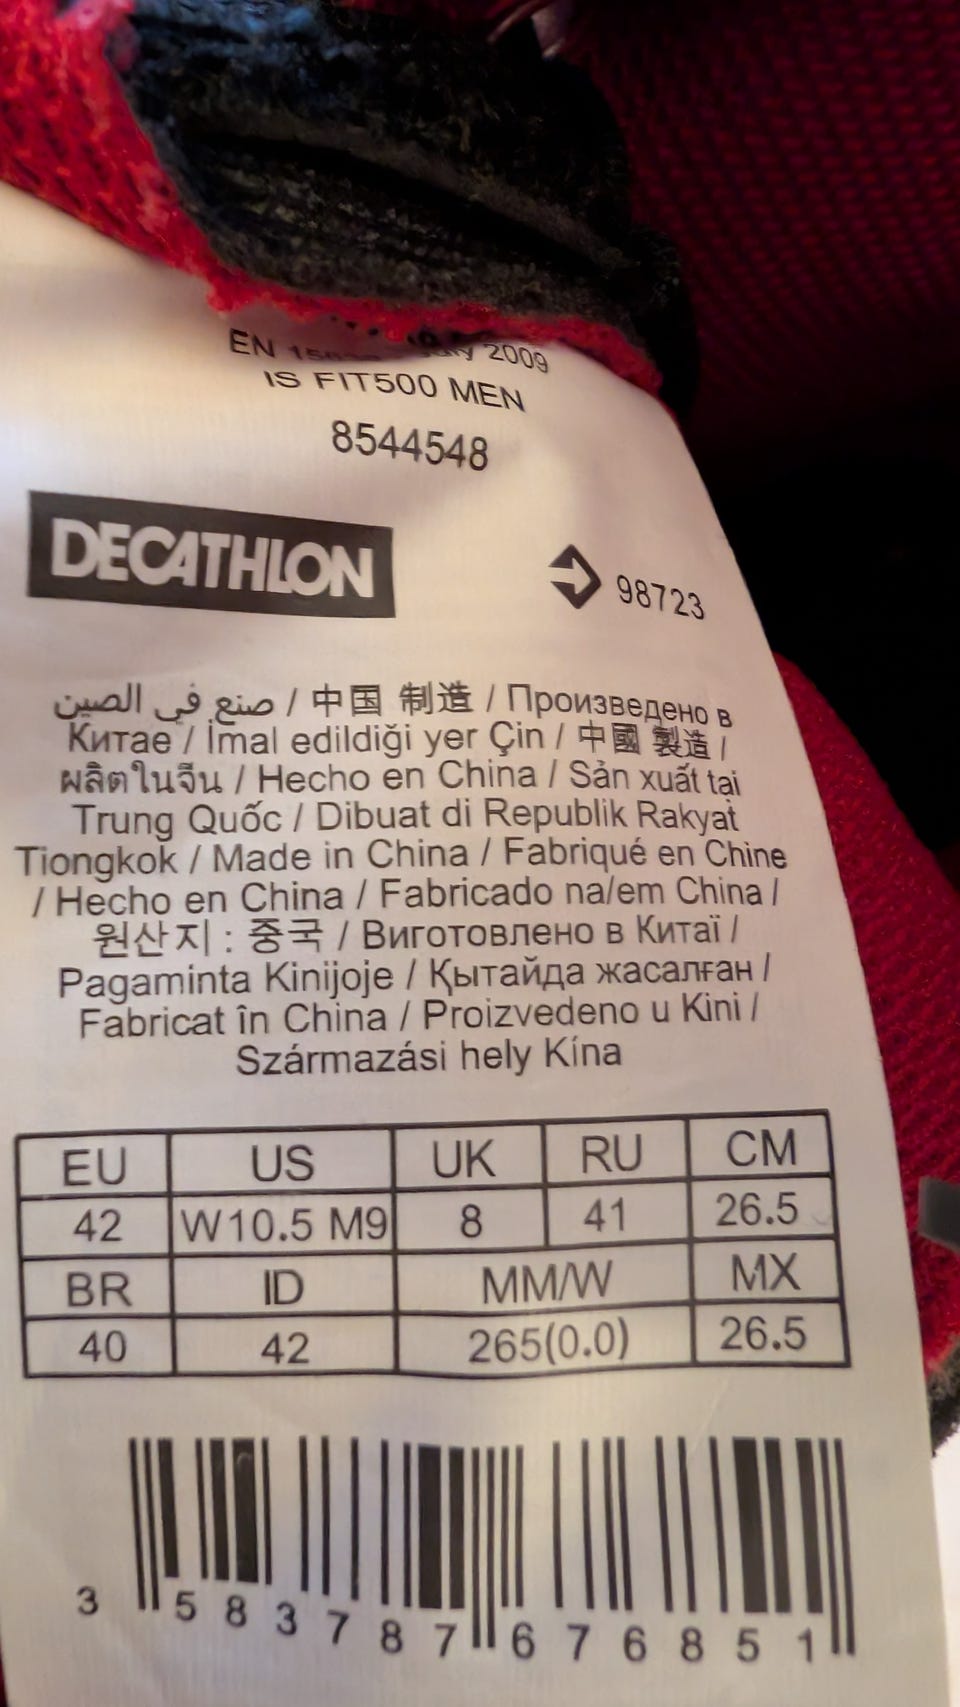 EN July 2009
IS FIT500 MEN
8544548
DECATHLON
98723
صنع في الصين / 中国 制造 / Произведено в
Китае / İmal edildiği yer Çin / 中國 製造 /
ผลิตในจีน / Hecho en China / Sản xuất tại
Trung Quốc / Dibuat di Republik Rakyat
Tiongkok / Made in China / Fabriqué en Chine
/ Hecho en China / Fabricado na/em China /
원산지 : 중국 / Виготовлено в Китаї /
Pagaminta Kinijoje / Қытайда жасалған /
Fabricat în China / Proizvedeno u Kini /
Származási hely Kína
EU US UK RU CM
42 W10.5 M9 8 41 26.5
BR ID MM/W MX
40 42 265(0.0) 26.5
3 583787 676851